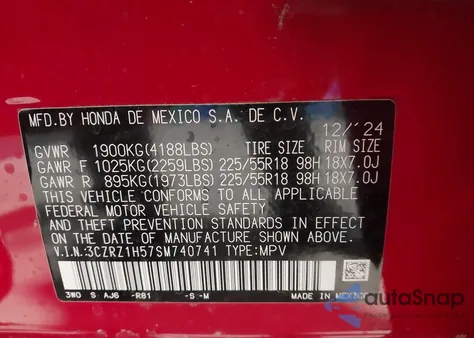 MFD.BY HONDA DE MEXICO S.A. DE C.V.
12/'24
GVWR 1900KG(4188LBS) TIRE SIZE RIM SIZE
GAWR F 1025KG(2259LBS) 225/55R18 98H 18X7.0J
GAWR R 895KG(1973LBS) 225/55R18 98H 18X7.0J
THIS VEHICLE CONFORMS TO ALL APPLICABLE
FEDERAL MOTOR VEHICLE SAFETY,
AND THEFT PREVENTION STANDARDS IN EFFECT
ON THE DATE OF MANUFACTURE SHOWN ABOVE.
V.I.N.:3CZRZ1H57SM740741 TYPE:MPV
3W0 S AJ6 -R81 -S -M
MADE IN MEXICO
autoSnap